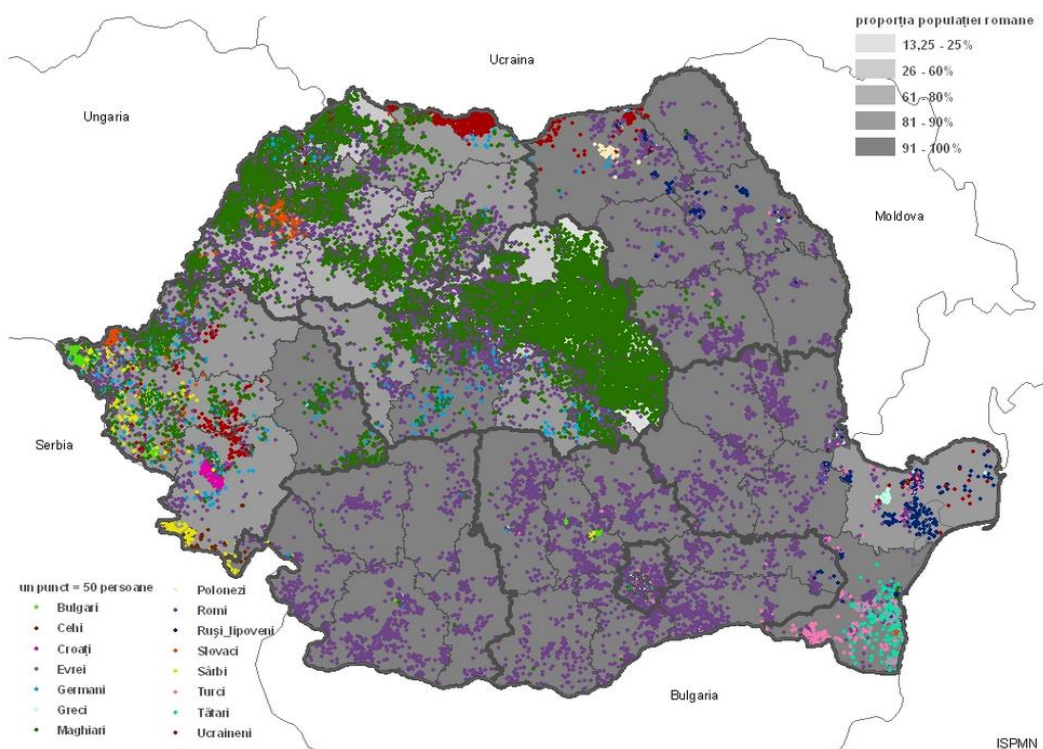 proporția populației romane
13,25 - 25%
26 - 60%
61 - 80%
81 - 90%
91 - 100%
Ucraina
Ungaria
Moldova
Serbia
Bulgaria
un punct = 50 persoane
Bulgari
Cehi
Croați
Evrei
Germani
Greci
Maghiari
Polonezi
Romi
Ruși_lipoveni
Slovaci
Sârbi
Turci
Tătari
Ucraineni
ISPMN